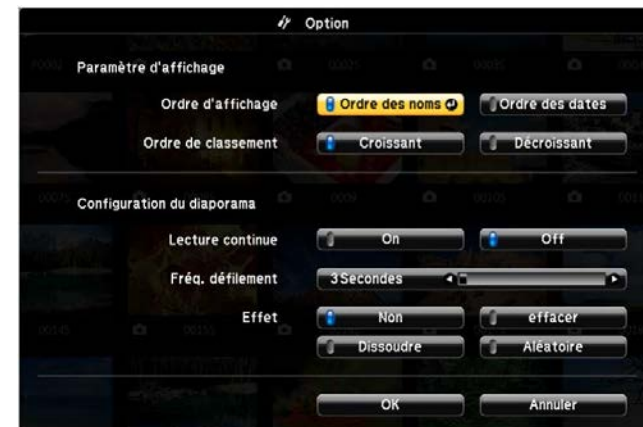 Option
Paramètre d'affichage
Ordre d'affichage Ordre des noms Ordre des dates
Ordre de classement Croissant Décroissant
Configuration du diaporama
Lecture continue On Off
Fréq. défilement 3Secondes
Effet Non effacer
Dissoudre Aléatoire
OK Annuler